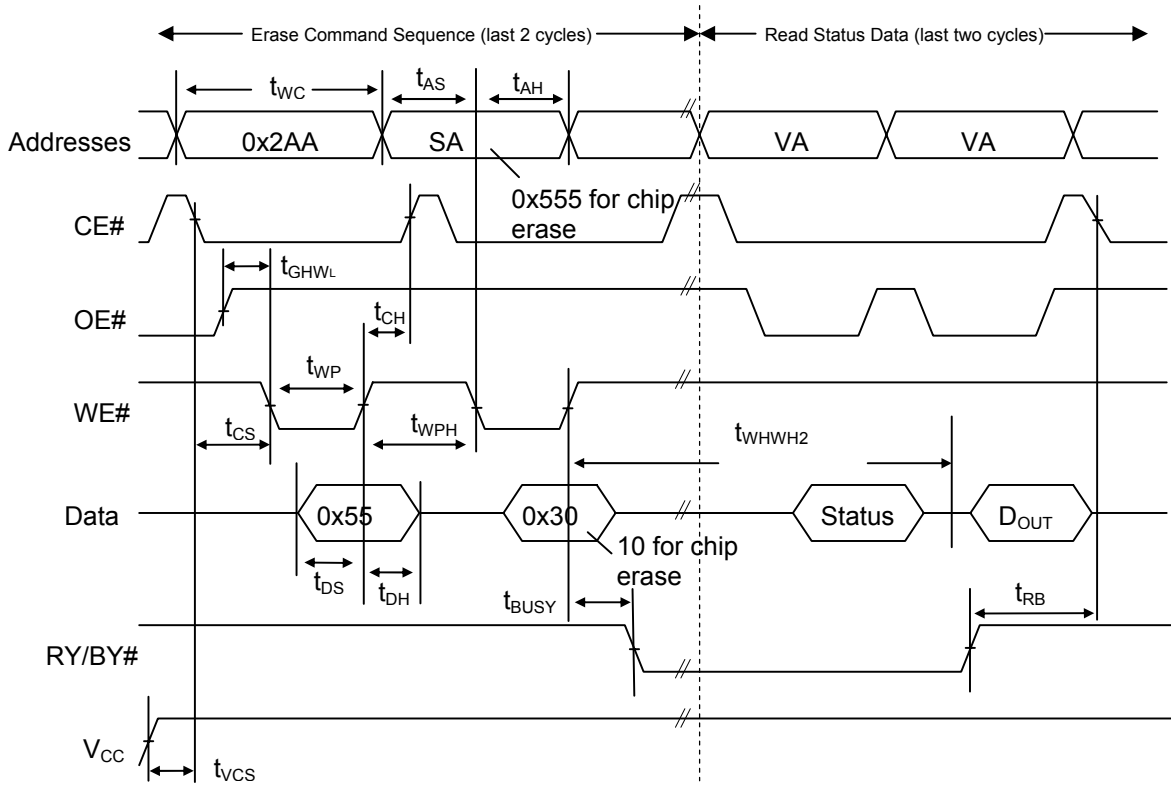 Erase Command Sequence (last 2 cycles)
Read Status Data (last two cycles)
tWC
tAS
tAH
Addresses
0x2AA
SA
VA
VA
0x555 for chip
erase
CE#
tGHWL
OE#
tCH
tWP
WE#
tCS
tWPH
tWHWH2
Data
0x55
0x30
Status
DOUT
10 for chip
erase
tDS
tDH
tBUSY
tRB
RY/BY#
VCC
tVCS